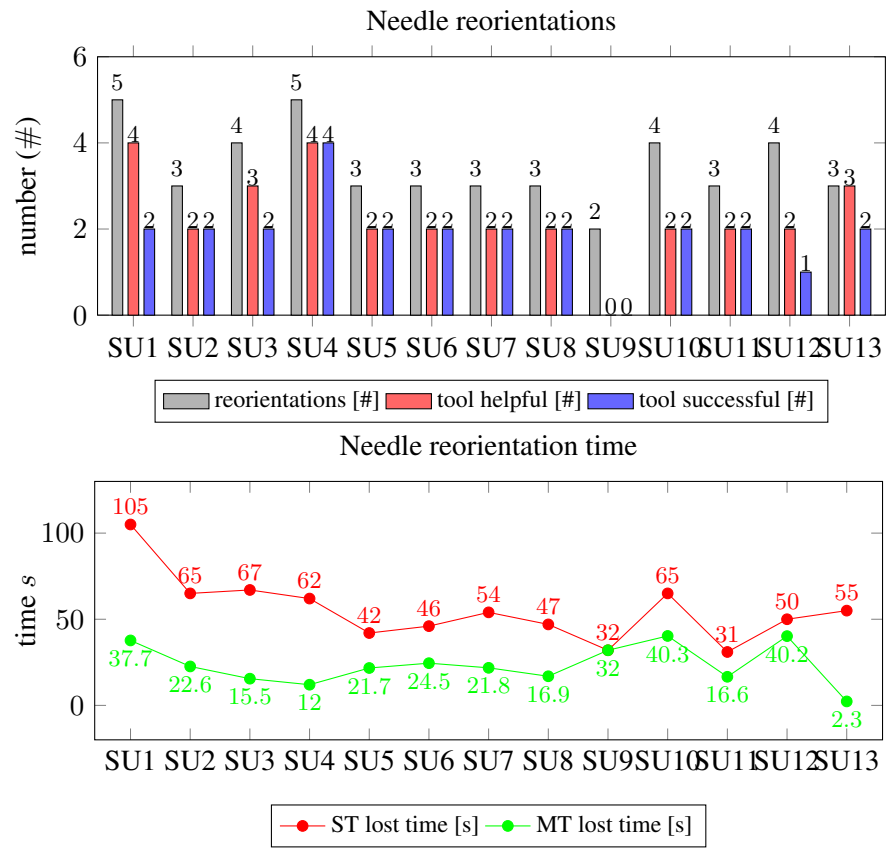 Needle reorientations
6
4
2
0
number (#)
5 4 2
3 2 2
4 3 2
5 4 4
3 2 2
3 2 2
3 2 2
3 2 2
2 0 0
4 2 2
3 2 2
4 2 1
3 3 2
SU1 SU2 SU3 SU4 SU5 SU6 SU7 SU8 SU9 SU10 SU11 SU12 SU13
reorientations [#] tool helpful [#] tool successful [#]
Needle reorientation time
100
50
0
time s
105 65 67 62 42 46 54 47 32 65 31 50 55
37.7 22.6 15.5 12 21.7 24.5 21.8 16.9 32 40.3 16.6 40.2 2.3
SU1 SU2 SU3 SU4 SU5 SU6 SU7 SU8 SU9 SU10 SU11 SU12 SU13
ST lost time [s] MT lost time [s]